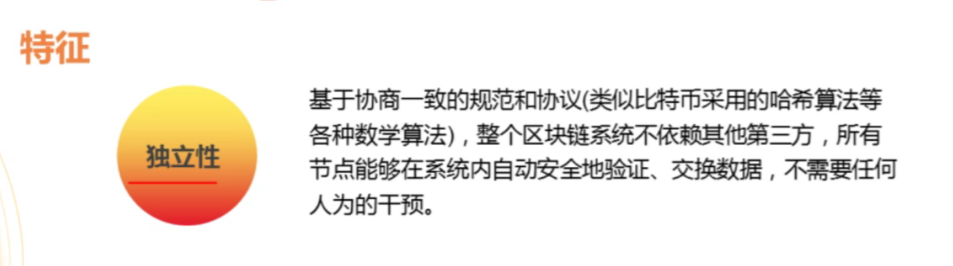 特征
独立性
基于协商一致的规范和协议(类似比特币采用的哈希算法等
各种数学算法)，整个区块链系统不依赖其他第三方，所有
节点能够在系统内自动安全地验证、交换数据，不需要任何
人为的干预。